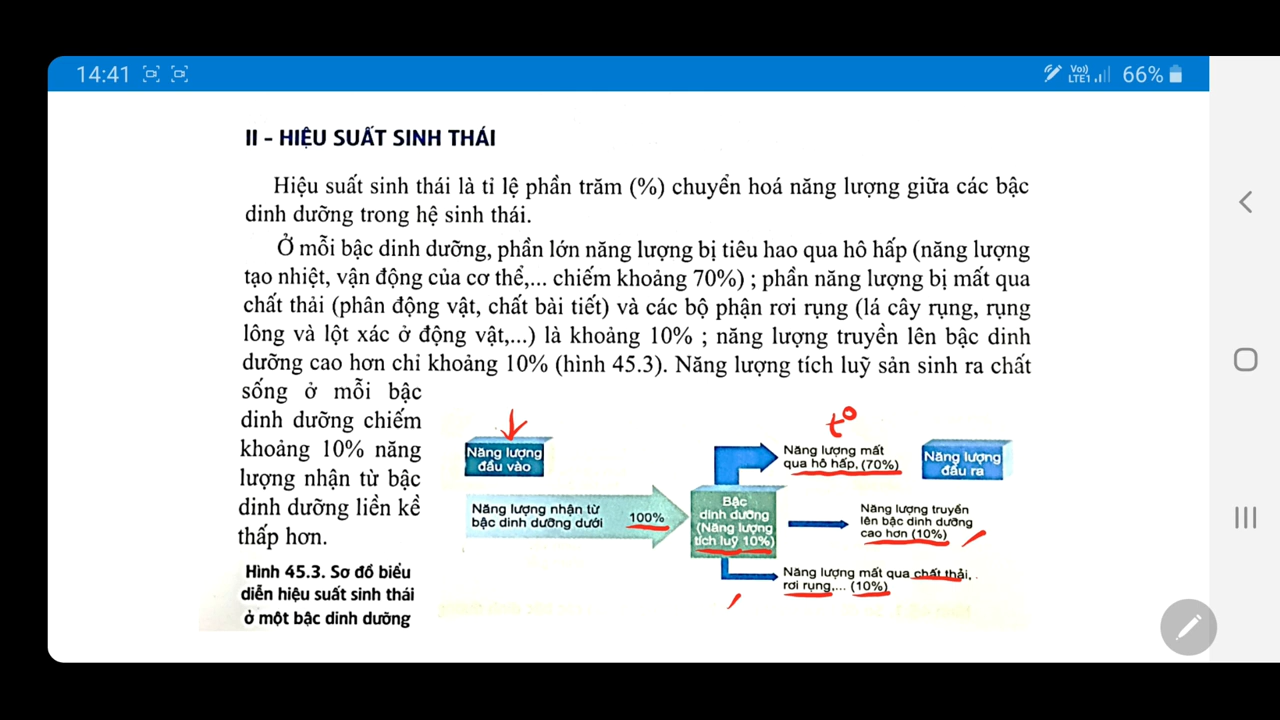 14:41
Vo)) LTE1 66%
II - HIỆU SUẤT SINH THÁI
Hiệu suất sinh thái là tỉ lệ phần trăm (%) chuyển hoá năng lượng giữa các bậc
dinh dưỡng trong hệ sinh thái.
Ở mỗi bậc dinh dưỡng, phần lớn năng lượng bị tiêu hao qua hô hấp (năng lượng
tạo nhiệt, vận động của cơ thể,... chiếm khoảng 70%) ; phần năng lượng bị mất qua
chất thải (phân động vật, chất bài tiết) và các bộ phận rơi rụng (lá cây rụng, rụng
lông và lột xác ở động vật,...) là khoảng 10% ; năng lượng truyền lên bậc dinh
dưỡng cao hơn chỉ khoảng 10% (hình 45.3). Năng lượng tích luỹ sản sinh ra chất
sống ở mỗi bậc
dinh dưỡng chiếm
khoảng 10% năng
lượng nhận từ bậc
dinh dưỡng liền kề
thấp hơn.
Hình 45.3. Sơ đồ biểu
diễn hiệu suất sinh thái
ở một bậc dinh dưỡng
Năng lượng
đầu vào
Năng lượng nhận từ
bậc dinh dưỡng dưới
100%
Bậc
dinh dưỡng
(Năng lượng
tích luỹ 10%)
t°
Năng lượng mất
qua hô hấp, (70%)
Năng lượng
đầu ra
Năng lượng truyền
lên bậc dinh dưỡng
cao hơn (10%)
Năng lượng mất qua chất thải,
rơi rụng,... (10%)